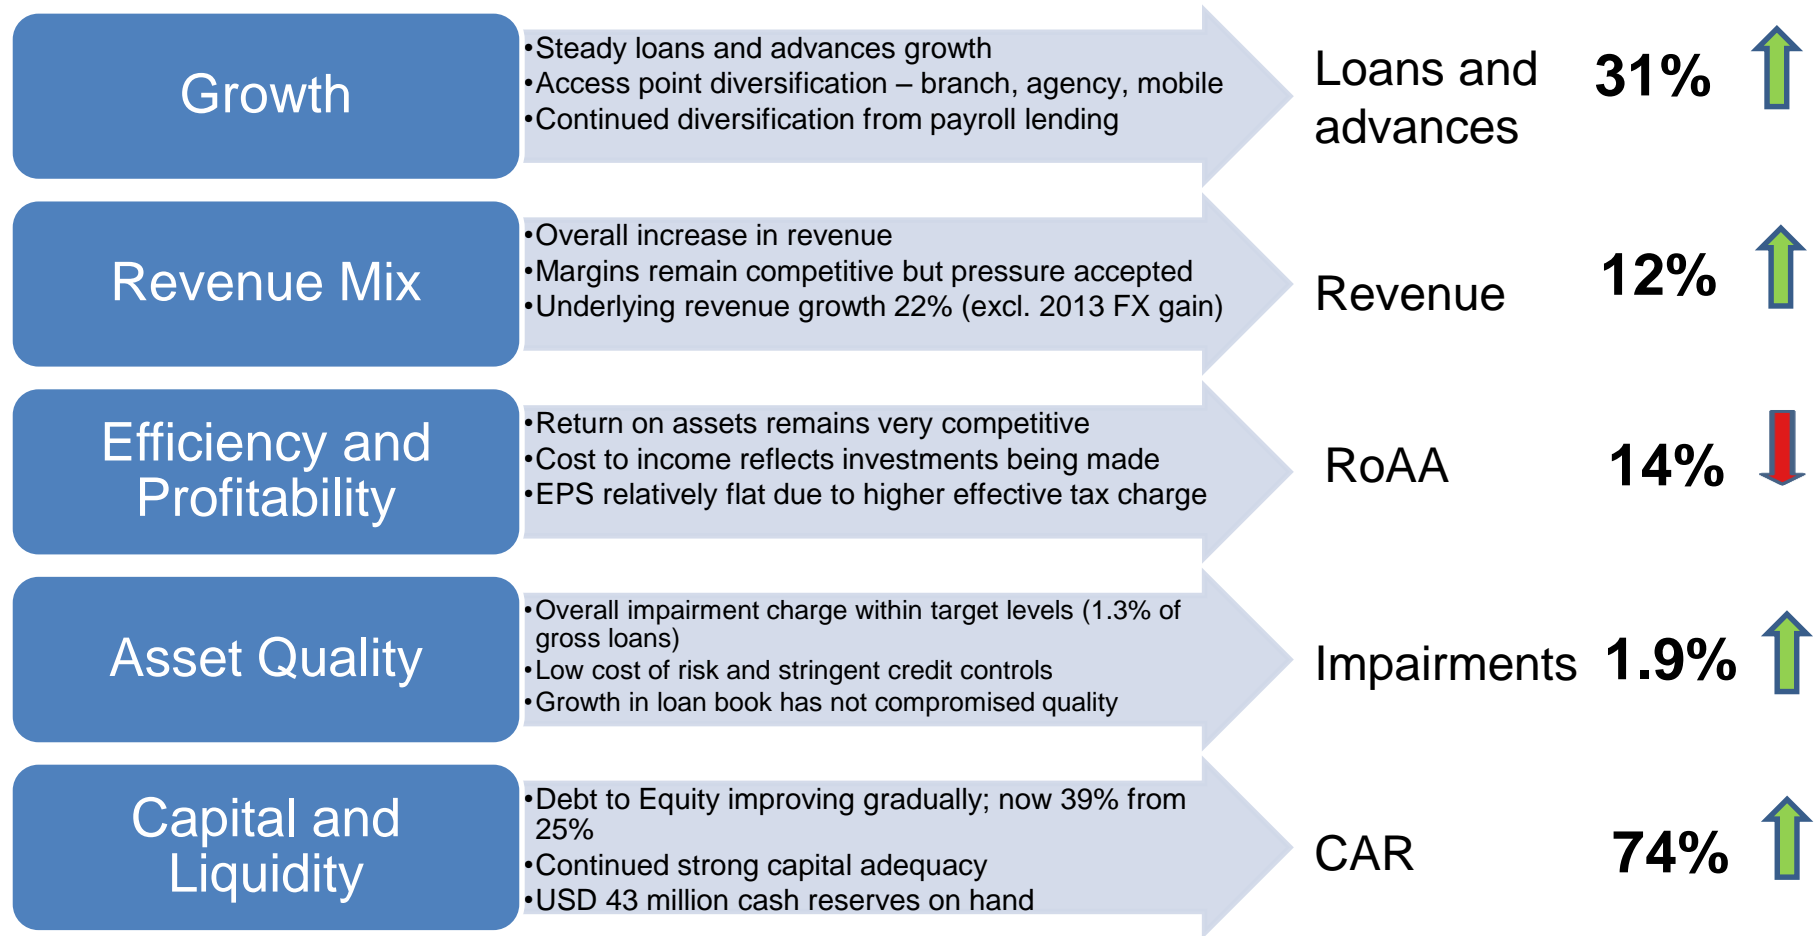 Growth
•Steady loans and advances growth
•Access point diversification – branch, agency, mobile
•Continued diversification from payroll lending
Loans and
advances
31%
Revenue Mix
•Overall increase in revenue
•Margins remain competitive but pressure accepted
•Underlying revenue growth 22% (excl. 2013 FX gain)
Revenue
12%
Efficiency and
Profitability
•Return on assets remains very competitive
•Cost to income reflects investments being made
•EPS relatively flat due to higher effective tax charge
RoAA
14%
Asset Quality
•Overall impairment charge within target levels (1.3% of
gross loans)
•Low cost of risk and stringent credit controls
•Growth in loan book has not compromised quality
Impairments
1.9%
Capital and
Liquidity
•Debt to Equity improving gradually; now 39% from
25%
•Continued strong capital adequacy
•USD 43 million cash reserves on hand
CAR
74%